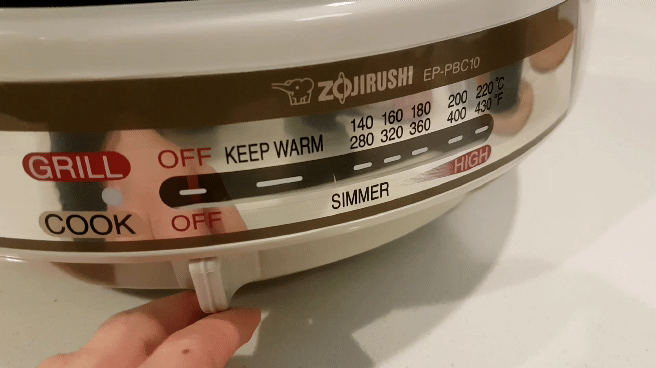 ZOJIRUSHI EP-PBC10
140 160 180 200 220 °C
GRILL OFF KEEP WARM 280 320 360 400 430 °F
COOK OFF SIMMER HIGH